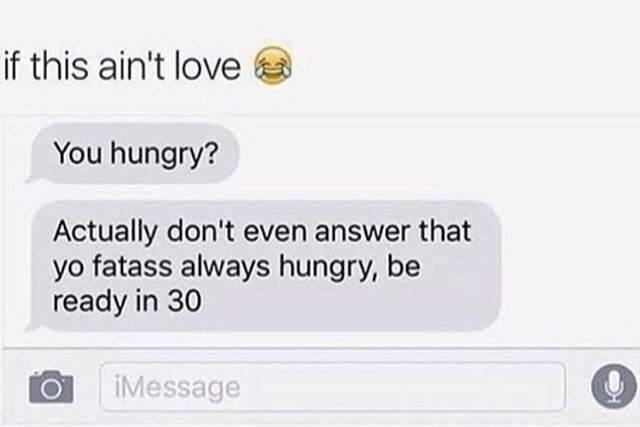 if this ain't love 😂
You hungry?
Actually don't even answer that
yo fatass always hungry, be
ready in 30
iMessage